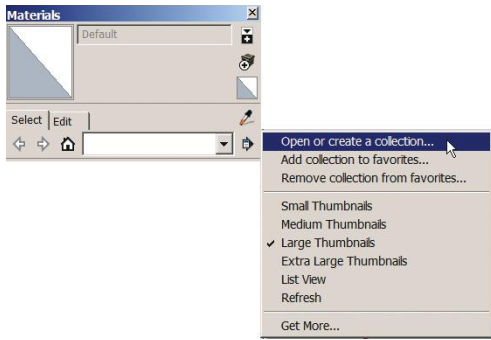 Materials
Default
Select
Edit
Open or create a collection...
Add collection to favorites...
Remove collection from favorites...
Small Thumbnails
Medium Thumbnails
Large Thumbnails
Extra Large Thumbnails
List View
Refresh
Get More...